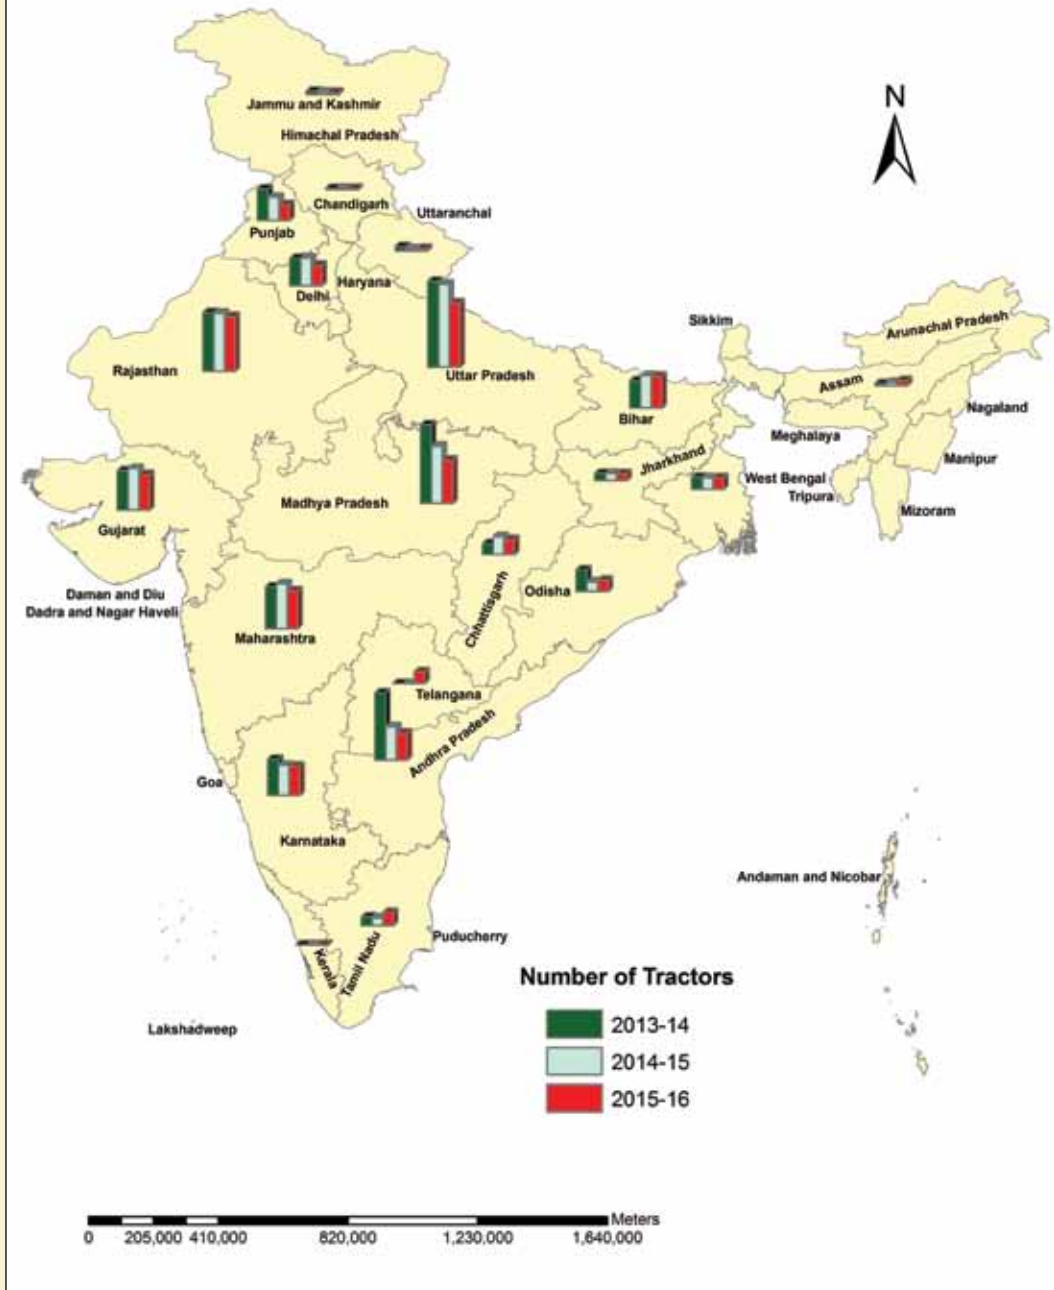 N
Jammu and Kashmir
Himachal Pradesh
Chandigarh
Uttaranchal
Punjab
Haryana
Delhi
Sikkim
Arunachal Pradesh
Rajasthan
Uttar Pradesh
Assam
Nagaland
Bihar
Meghalaya
Manipur
Jharkhand
West Bengal
Tripura
Madhya Pradesh
Mizoram
Gujarat
Daman and Diu
Dadra and Nagar Haveli
Chhattisgarh
Odisha
Maharashtra
Telangana
Andhra Pradesh
Goa
Karnataka
Andaman and Nicobar
Puducherry
Kerala
Tamil Nadu
Lakshadweep
Number of Tractors
2013-14
2014-15
2015-16
Meters
0 205,000 410,000 820,000 1,230,000 1,640,000